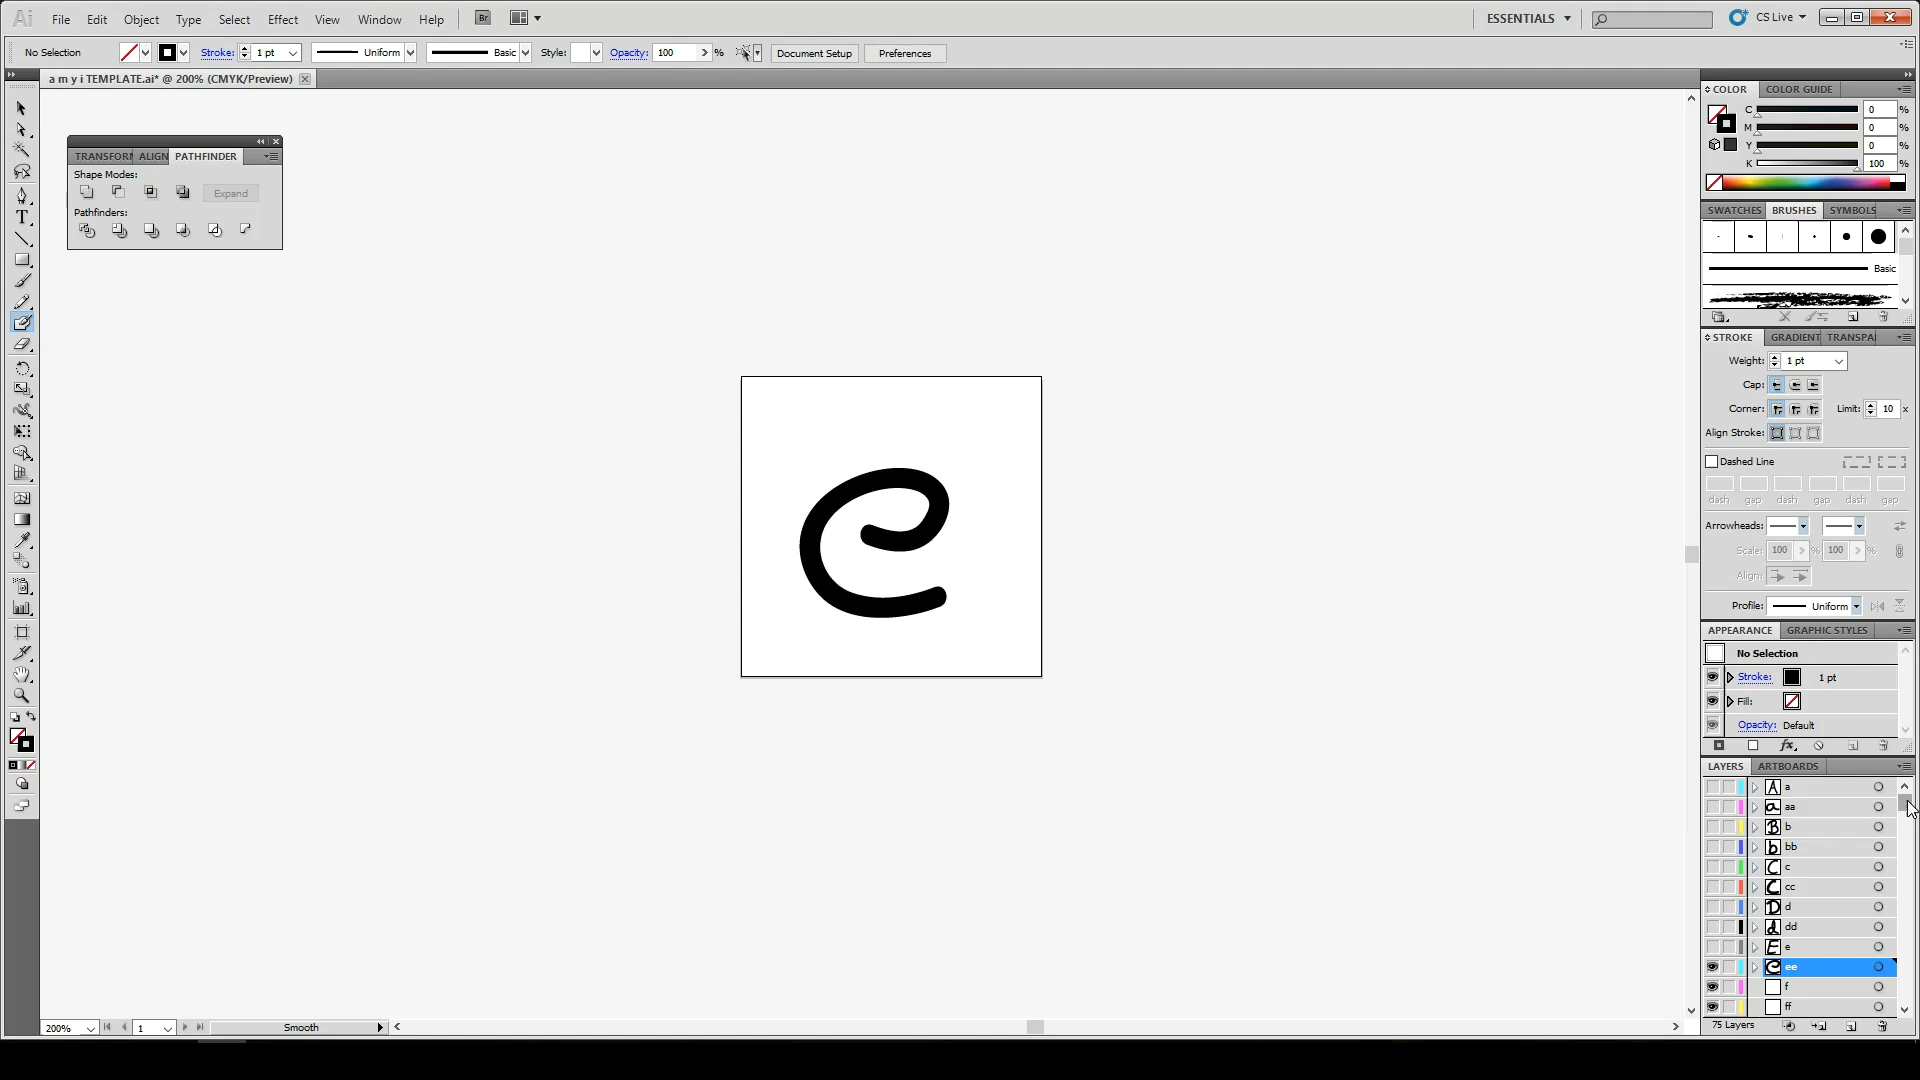 Ai File Edit Object Type Select Effect View Window Help Br ESSENTIALS CS Live
No Selection Stroke: 1 pt Uniform Basic Style: Opacity: 100 % Document Setup Preferences
a m y i TEMPLATE.ai* @ 200% (CMYK/Preview)
TRANSFORM ALIGN PATHFINDER
Shape Modes:
Expand
Pathfinders:
e
COLOR COLOR GUIDE
C 0 %
M 0 %
Y 0 %
K 100 %
SWATCHES BRUSHES SYMBOLS
Basic
STROKE GRADIENT TRANSPA
Weight: 1 pt
Cap:
Corner: Limit: 10 x
Align Stroke:
Dashed Line
dash gap dash gap dash gap
Arrowheads:
Scale: 100 % 100 %
Align:
Profile: Uniform
APPEARANCE GRAPHIC STYLES
No Selection
Stroke: 1 pt
Fill:
Opacity: Default
fx
LAYERS ARTBOARDS
A a
a aa
B b
b bb
C c
c cc
D d
d dd
E e
e ee
f
ff
75 Layers
200% 1 Smooth